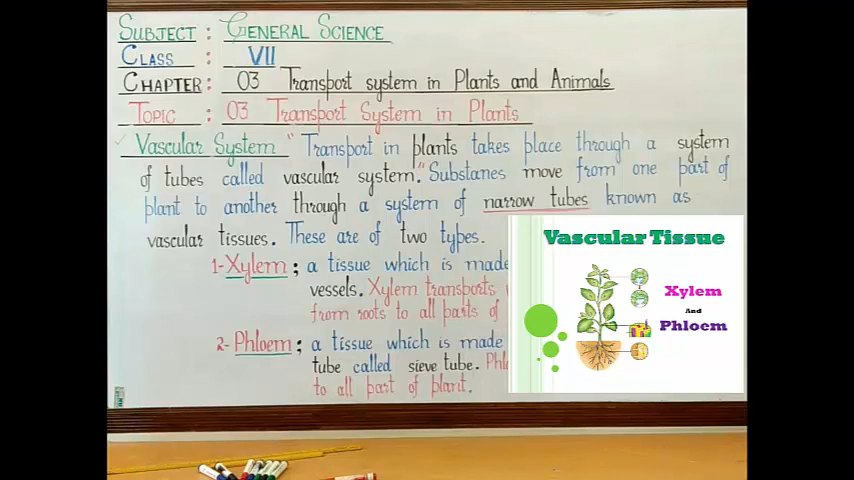 SUBJECT : GENERAL SCIENCE
CLASS : VII
CHAPTER : 03 Transport system in Plants and Animals
TOPIC : 03 Transport System in Plants
Vascular System "Transport in plants takes place through a system
of tubes called vascular system." Substanes move from one part of
plant to another through a system of narrow tubes known as
vascular tissues. These are of two types.
1-Xylem ; a tissue which is made
vessels. Xylem transports
from roots to all parts of
2- Phloem ; a tissue which is made
tube called sieve tube.
to all part of plant.
Vascular Tissue
Xylem
And
Phloem